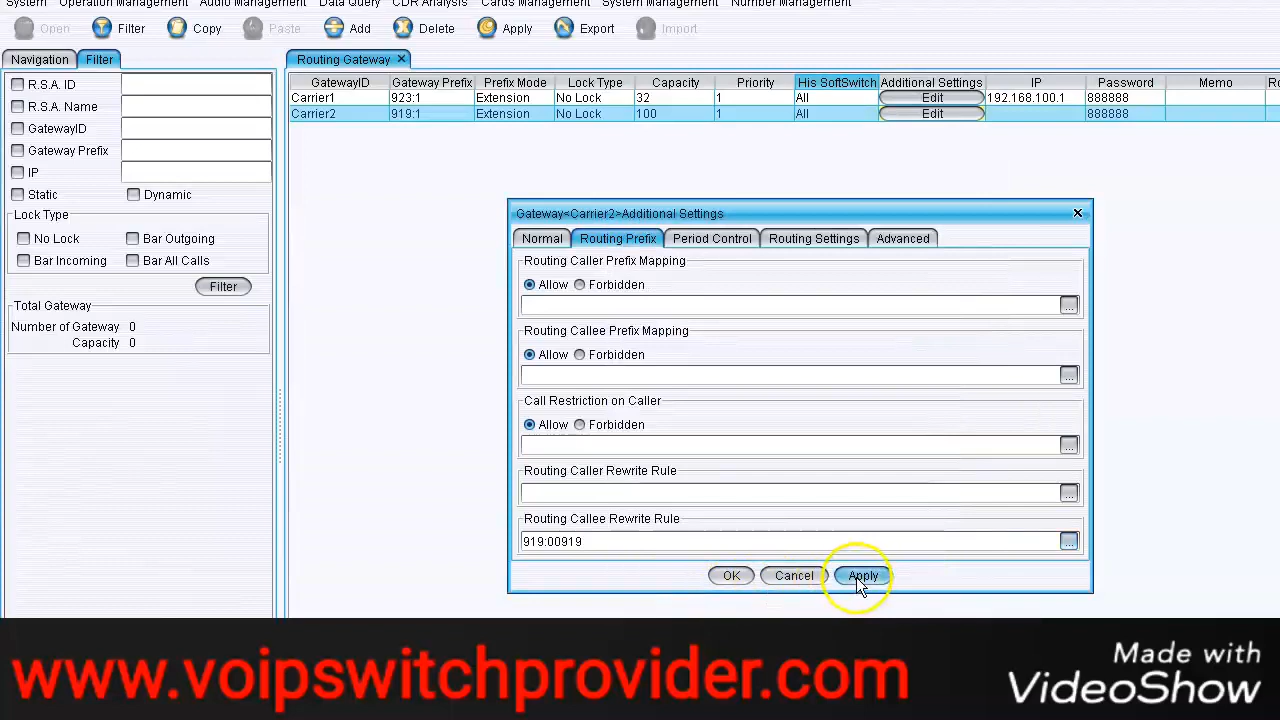 System Operation Management Audio Management Data Query CDR Analysis Cards Management System Management Number Management
Open Filter Copy Paste Add Delete Apply Export Import
Navigation Filter
R.S.A. ID
R.S.A. Name
GatewayID
Gateway Prefix
IP
Static Dynamic
Lock Type
No Lock Bar Outgoing
Bar Incoming Bar All Calls
Filter
Total Gateway
Number of Gateway 0
Capacity 0
Routing Gateway
GatewayID Gateway Prefix Prefix Mode Lock Type Capacity Priority His SoftSwitch Additional Settings IP Password Memo
Carrier1 923:1 Extension No Lock 32 1 All Edit 192.168.100.1 888888
Carrier2 919:1 Extension No Lock 100 1 All Edit 888888
Gateway<Carrier2>Additional Settings
Normal Routing Prefix Period Control Routing Settings Advanced
Routing Caller Prefix Mapping
Allow Forbidden
...
Routing Callee Prefix Mapping
Allow Forbidden
...
Call Restriction on Caller
Allow Forbidden
...
Routing Caller Rewrite Rule
...
Routing Callee Rewrite Rule
919:00919 ...
OK Cancel Apply
www.voipswitchprovider.com
Made with
VideoShow